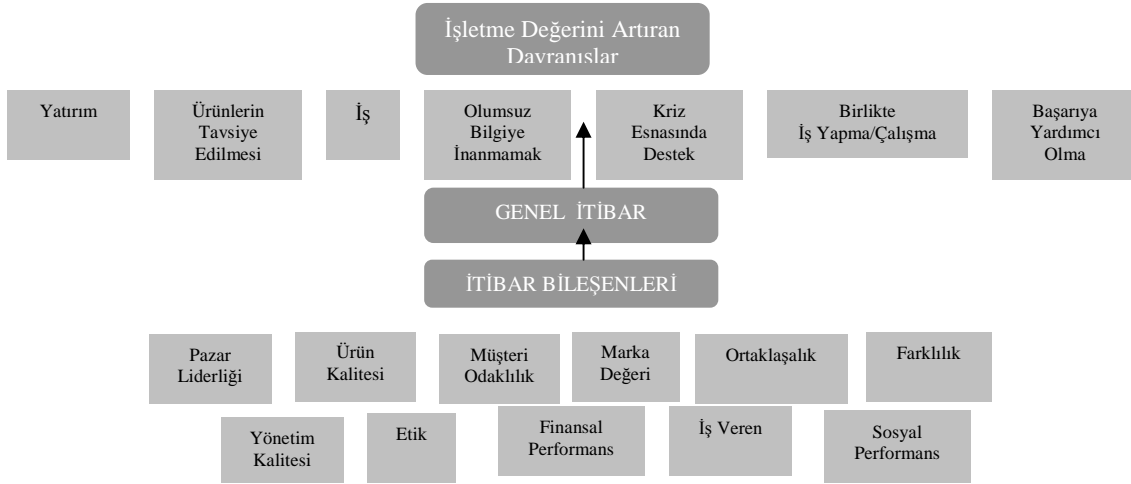 İşletme Değerini Artıran
Davranışlar
Yatırım
Ürünlerin
Tavsiye
Edilmesi
İş
Olumsuz
Bilgiye
İnanmamak
Kriz
Esnasında
Destek
Birlikte
İş Yapma/Çalışma
Başarıya
Yardımcı
Olma
GENEL İTİBAR
İTİBAR BİLEŞENLERİ
Pazar
Liderliği
Ürün
Kalitesi
Müşteri
Odaklılık
Marka
Değeri
Ortaklaşalık
Farklılık
Yönetim
Kalitesi
Etik
Finansal
Performans
İş Veren
Sosyal
Performans